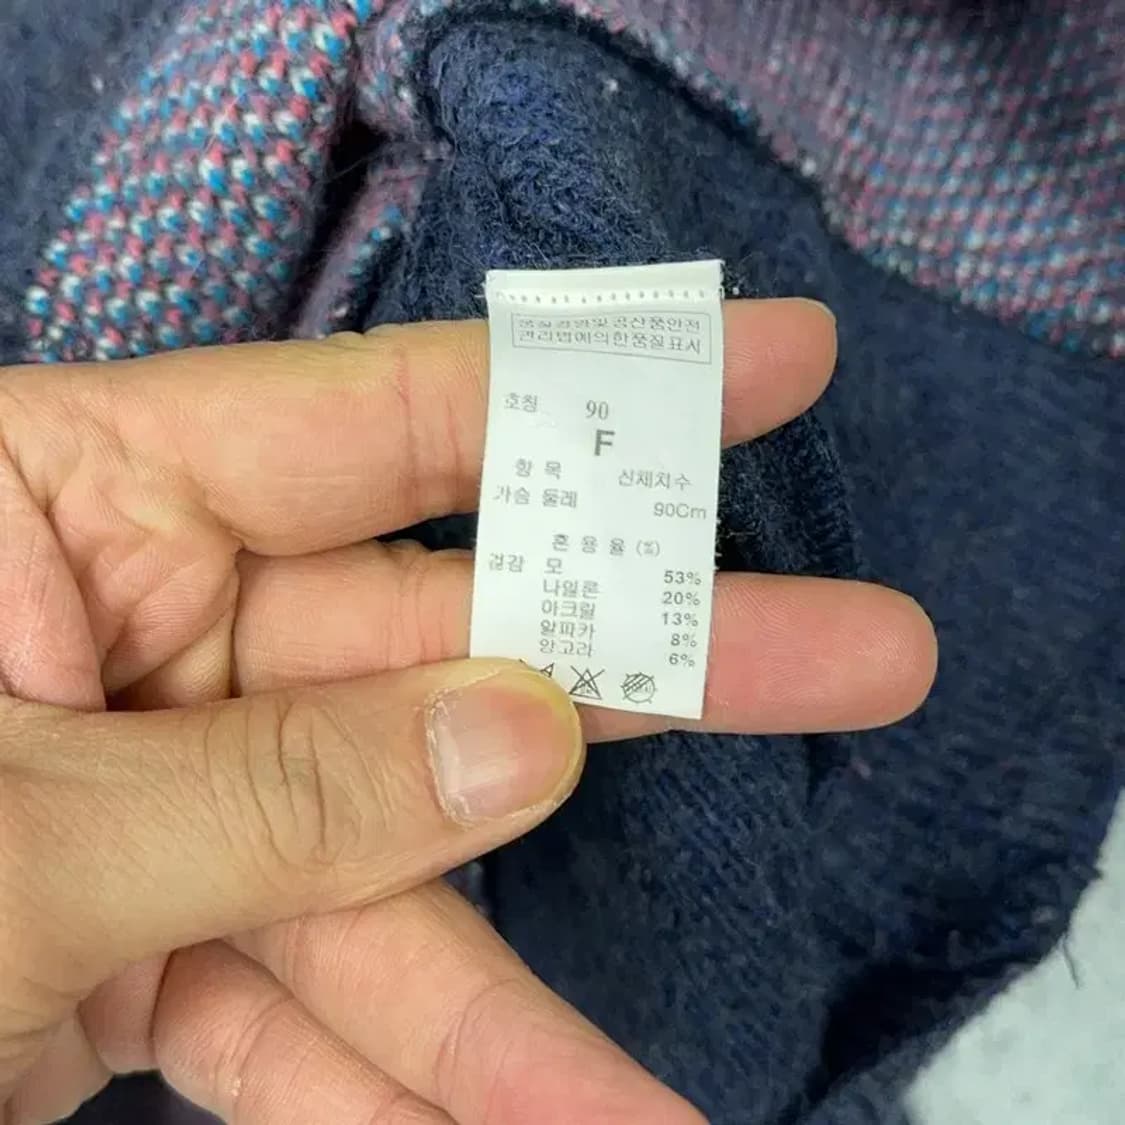 품질경영및공산품안전
관리법에의한품질표시
호칭 90
F
항 목 신체치수
가슴 둘레 90Cm
혼 용 율 (%)
겉감 모 53%
나일론 20%
아크릴 13%
알파카 8%
앙고라 6%